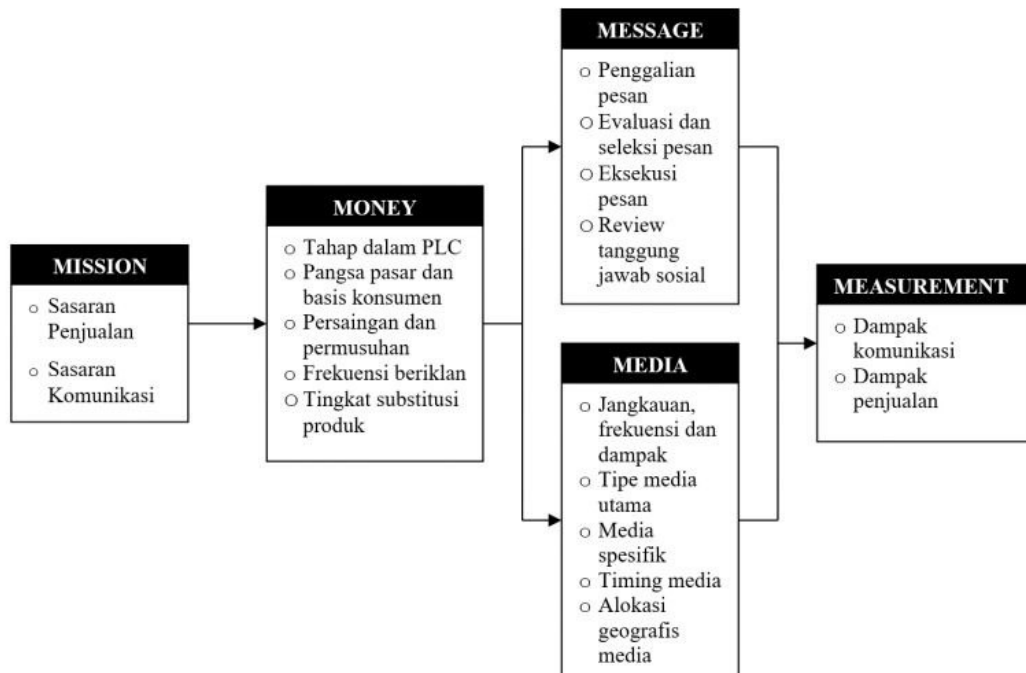 MISSION
○ Sasaran
Penjualan
○ Sasaran
Komunikasi
MONEY
○ Tahap dalam PLC
○ Pangsa pasar dan
basis konsumen
○ Persaingan dan
permusuhan
○ Frekuensi beriklan
○ Tingkat substitusi
produk
MESSAGE
○ Penggalian
pesan
○ Evaluasi dan
seleksi pesan
○ Eksekusi
pesan
○ Review
tanggung
jawab sosial
MEDIA
○ Jangkauan,
frekuensi dan
dampak
○ Tipe media
utama
○ Media
spesifik
○ Timing media
○ Alokasi
geografis
media
MEASUREMENT
○ Dampak
komunikasi
○ Dampak
penjualan